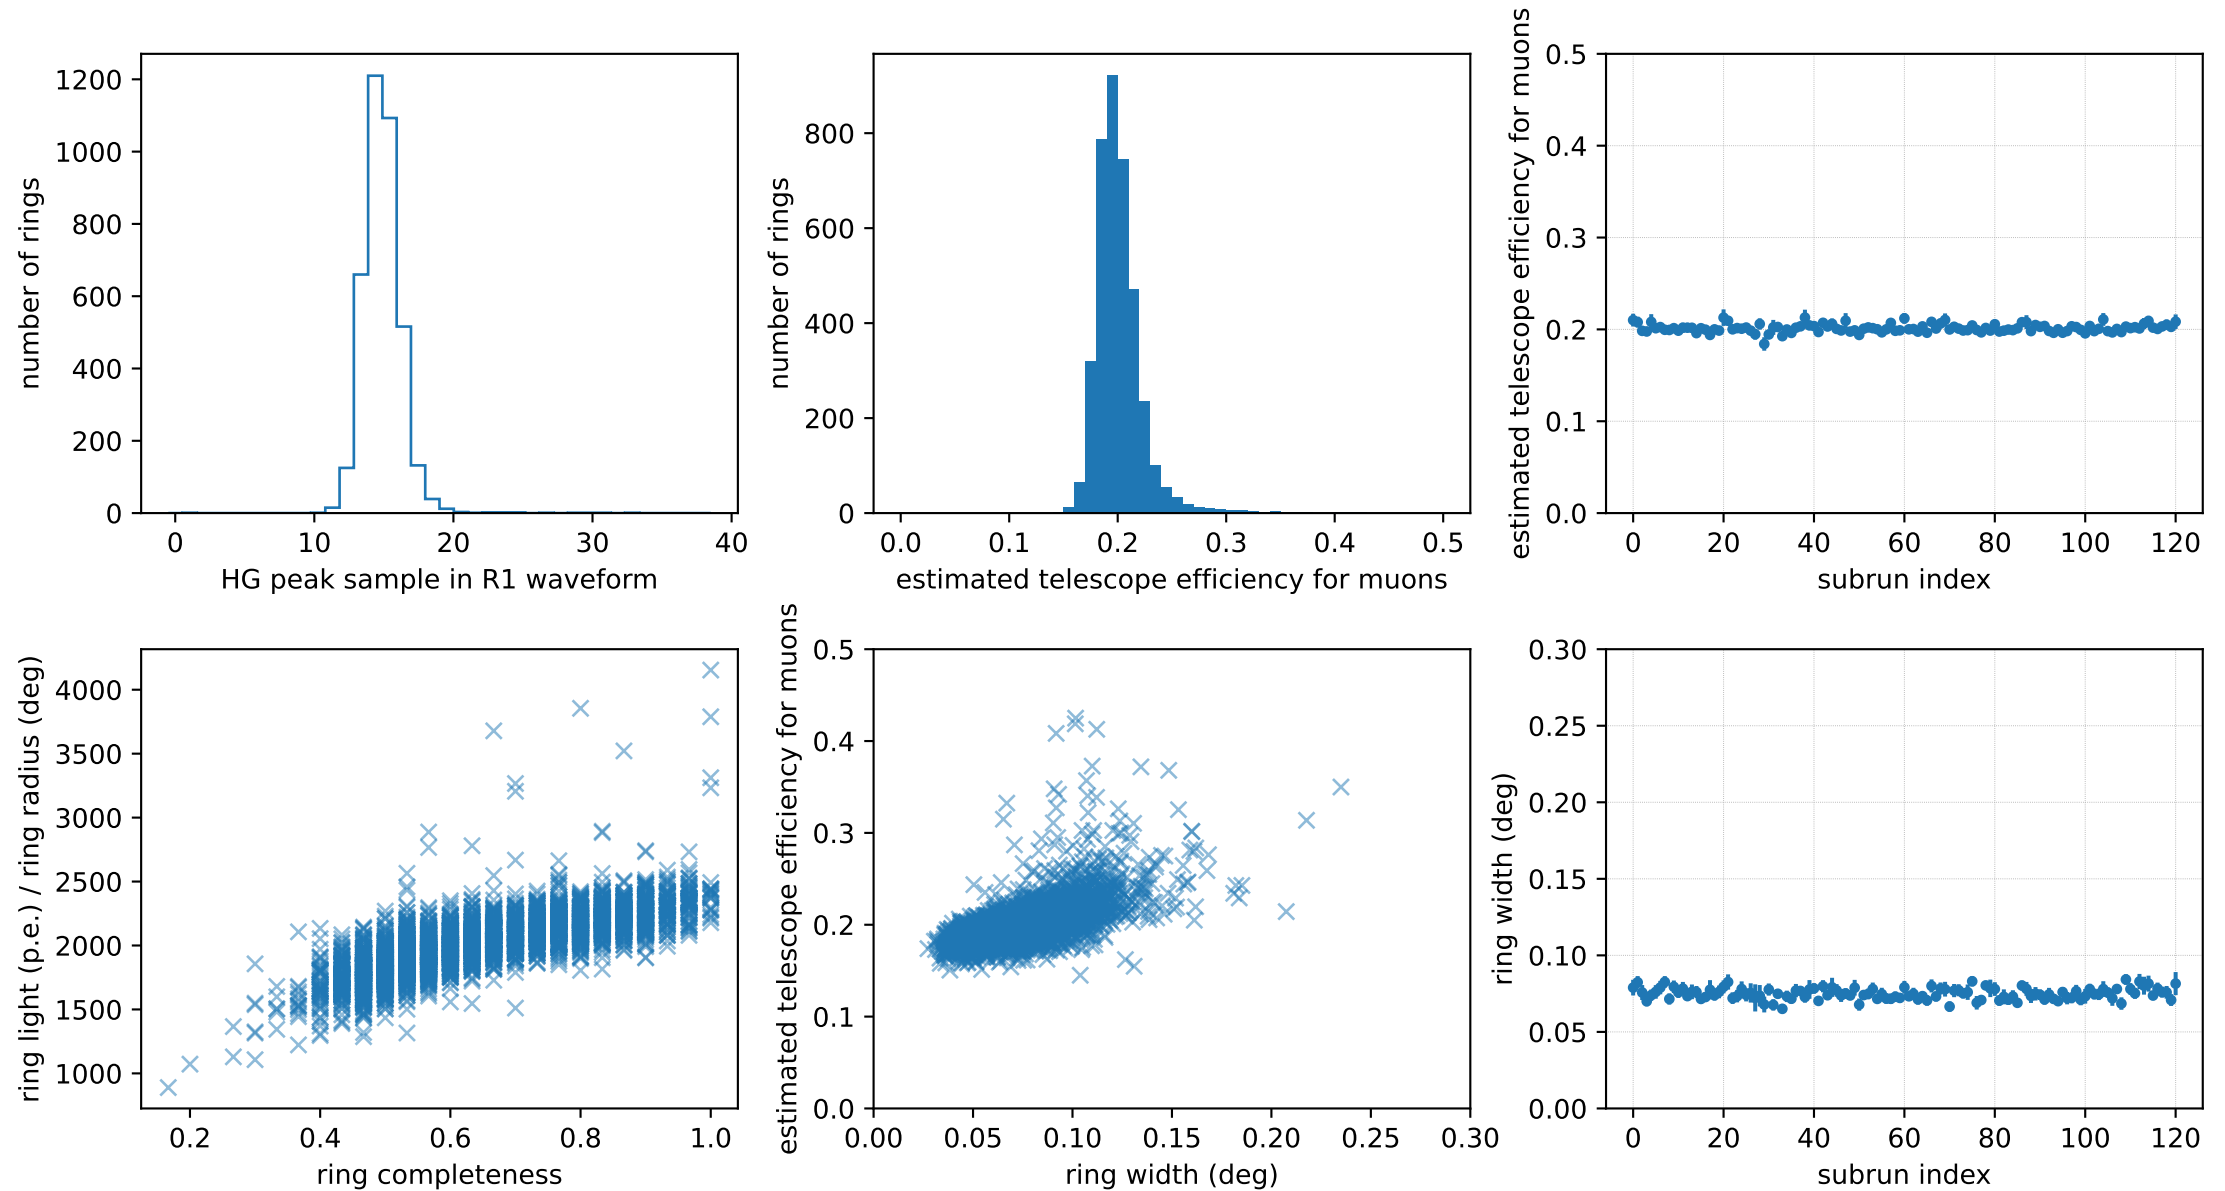 1200
1000
800
600
400
200
0
number of rings
0 10 20 30 40
HG peak sample in R1 waveform
800
600
400
200
0
number of rings
0.0 0.1 0.2 0.3 0.4 0.5
estimated telescope efficiency for muons
0.5
0.4
0.3
0.2
0.1
0.0
estimated telescope efficiency for muons
0 20 40 60 80 100 120
subrun index
4000
3500
3000
2500
2000
1500
1000
ring light (p.e.) / ring radius (deg)
0.2 0.4 0.6 0.8 1.0
ring completeness
0.5
0.4
0.3
0.2
0.1
0.0
estimated telescope efficiency for muons
0.00 0.05 0.10 0.15 0.20 0.25 0.30
ring width (deg)
0.30
0.25
0.20
0.15
0.10
0.05
0.00
ring width (deg)
0 20 40 60 80 100 120
subrun index